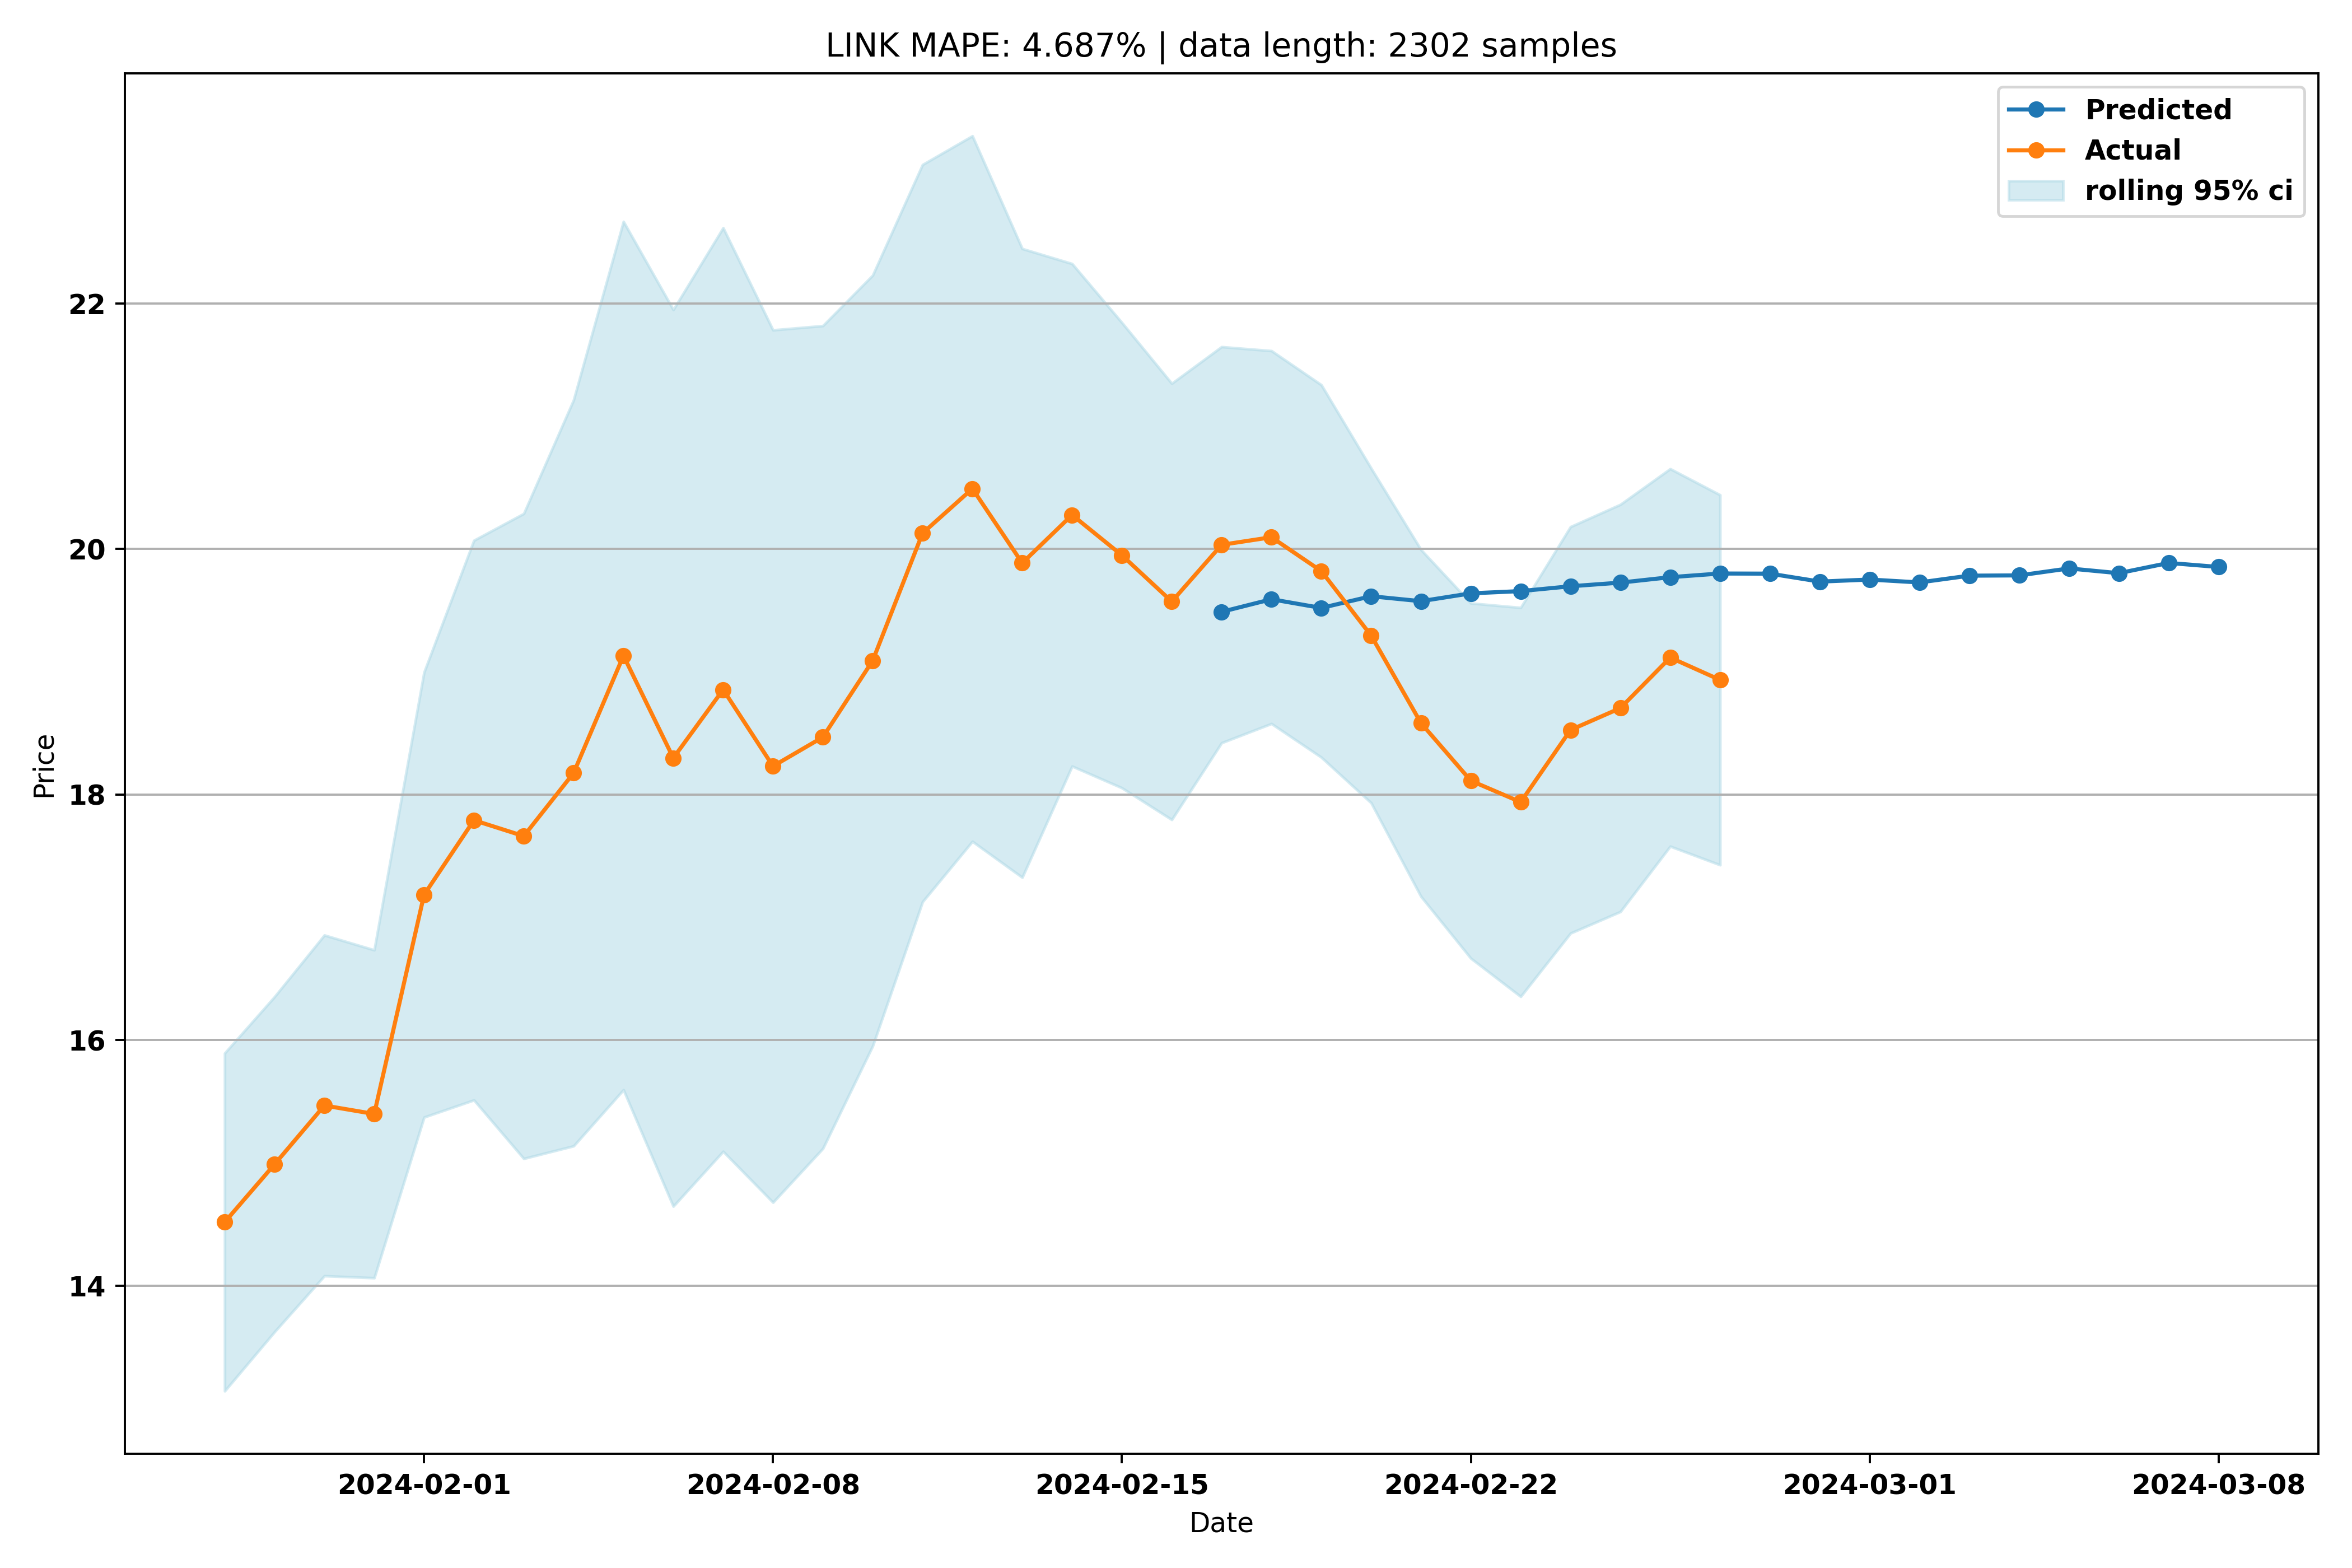 LINK MAPE: 4.687% | data length: 2302 samples
Predicted
Actual
rolling 95% ci
Price
22
20
18
16
14
2024-02-01 2024-02-08 2024-02-15 2024-02-22 2024-03-01 2024-03-08
Date